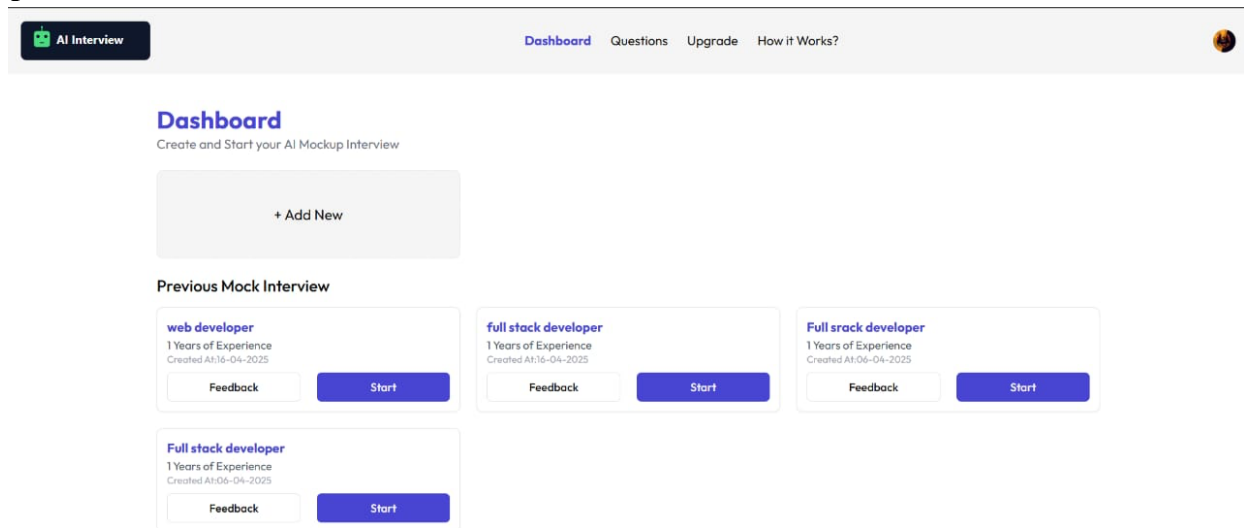 AI Interview
Dashboard Questions Upgrade How it Works?
Dashboard
Create and Start your AI Mockup Interview
+ Add New
Previous Mock Interview
web developer
1 Years of Experience
Created At:16-04-2025
Feedback Start
full stack developer
1 Years of Experience
Created At:16-04-2025
Feedback Start
Full srack developer
1 Years of Experience
Created At:06-04-2025
Feedback Start
Full stack developer
1 Years of Experience
Created At:06-04-2025
Feedback Start